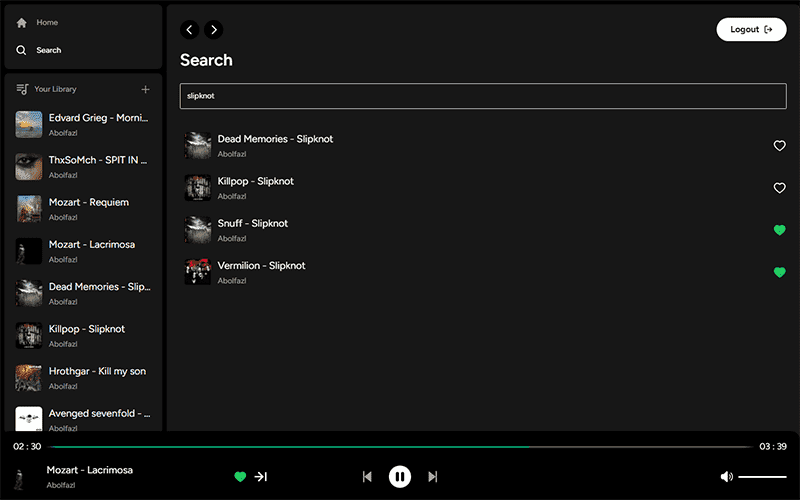 Home
Search
Your Library
Edvard Grieg - Morni...
Abolfazl
ThxSoMch - SPIT IN ...
Abolfazl
Mozart - Requiem
Abolfazl
Mozart - Lacrimosa
Abolfazl
Dead Memories - Slip...
Abolfazl
Killpop - Slipknot
Abolfazl
Hrothgar - Kill my son
Abolfazl
Avenged sevenfold - ...
Abolfazl
Logout
Search
slipknot
Dead Memories - Slipknot
Abolfazl
Killpop - Slipknot
Abolfazl
Snuff - Slipknot
Abolfazl
Vermilion - Slipknot
Abolfazl
02 : 30
03 : 39
Mozart - Lacrimosa
Abolfazl